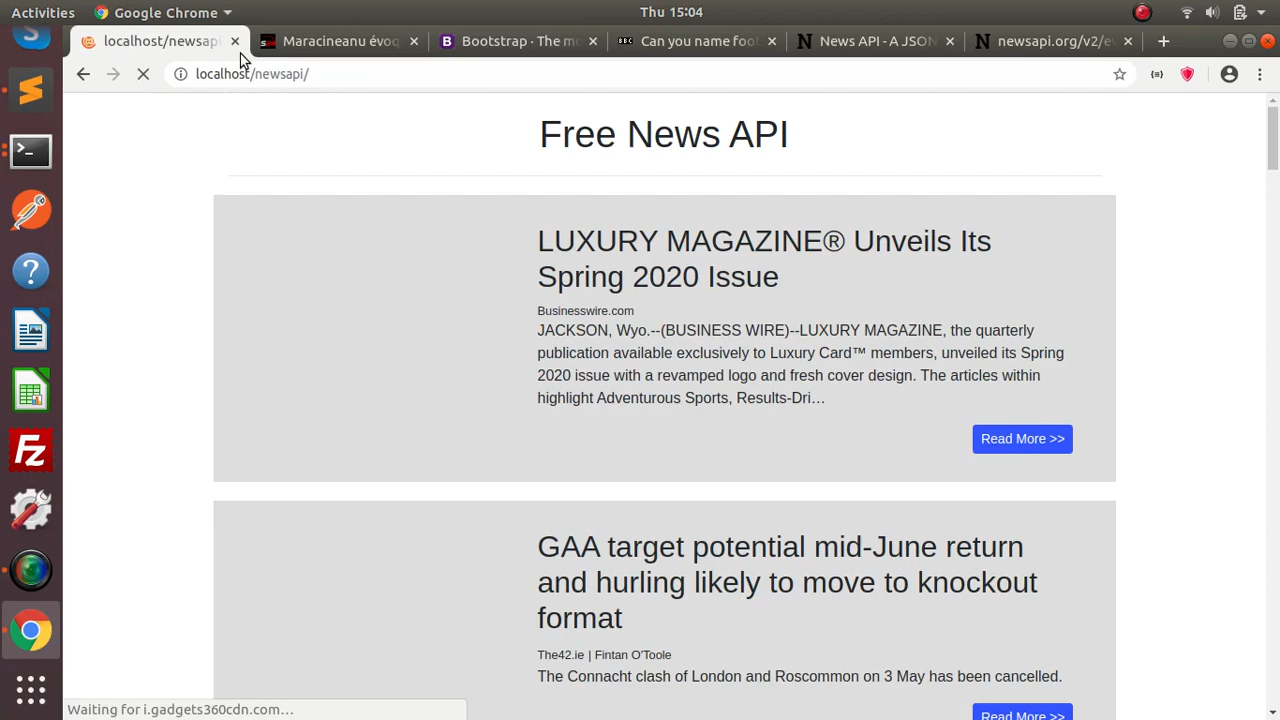 Activities Google Chrome Thu 15:04
localhost/newsapi Maracineanu évoq Bootstrap · The mo BBC Can you name foot News API - A JSON newsapi.org/v2/ev
localhost/newsapi/
Free News API
LUXURY MAGAZINE® Unveils Its
Spring 2020 Issue
Businesswire.com
JACKSON, Wyo.--(BUSINESS WIRE)--LUXURY MAGAZINE, the quarterly
publication available exclusively to Luxury Card™ members, unveiled its Spring
2020 issue with a revamped logo and fresh cover design. The articles within
highlight Adventurous Sports, Results-Dri…
Read More >>
GAA target potential mid-June return
and hurling likely to move to knockout
format
The42.ie | Fintan O'Toole
The Connacht clash of London and Roscommon on 3 May has been cancelled.
Read More >>
Waiting for i.gadgets360cdn.com…